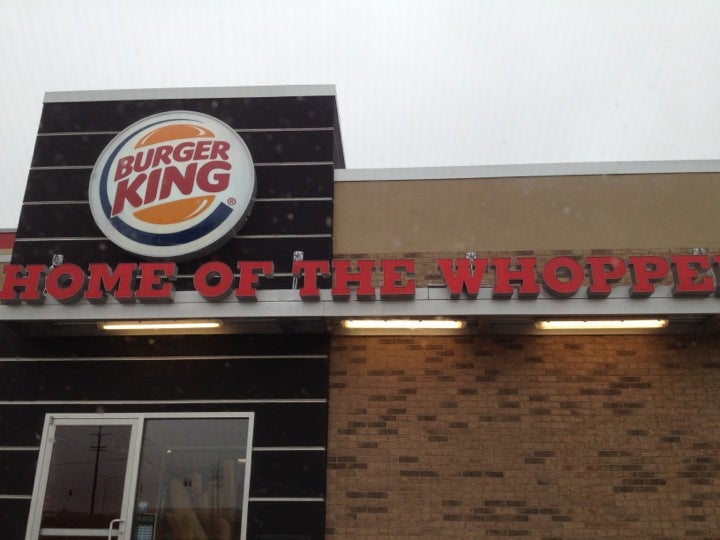 BURGER
KING
®
HOME OF THE WHOPPE